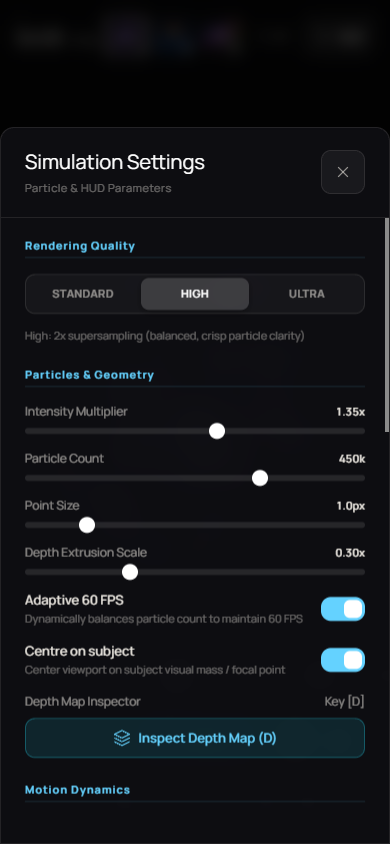 Simulation Settings
Particle & HUD Parameters
Rendering Quality
STANDARD HIGH ULTRA
High: 2x supersampling (balanced, crisp particle clarity)
Particles & Geometry
Intensity Multiplier 1.35x
Particle Count 450k
Point Size 1.0px
Depth Extrusion Scale 0.30x
Adaptive 60 FPS
Dynamically balances particle count to maintain 60 FPS
Centre on subject
Center viewport on subject visual mass / focal point
Depth Map Inspector Key [D]
Inspect Depth Map (D)
Motion Dynamics